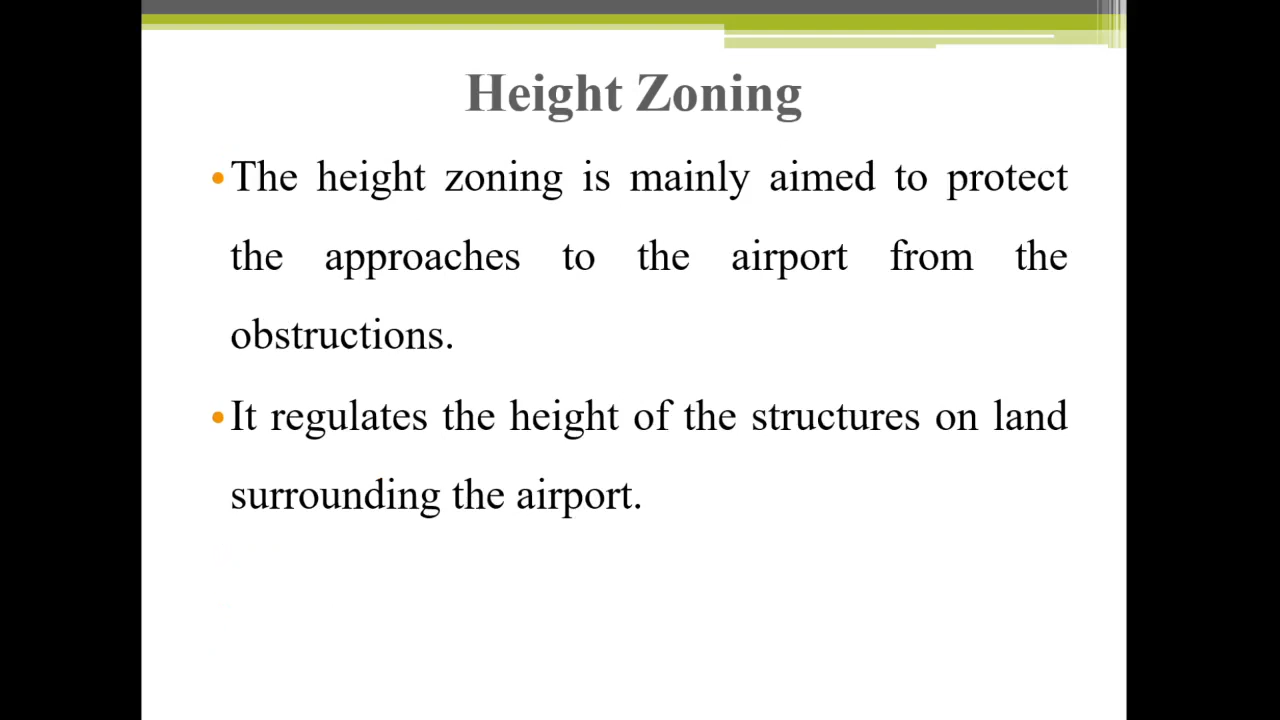 Height Zoning
•The height zoning is mainly aimed to protect
the approaches to the airport from the
obstructions.
•It regulates the height of the structures on land
surrounding the airport.